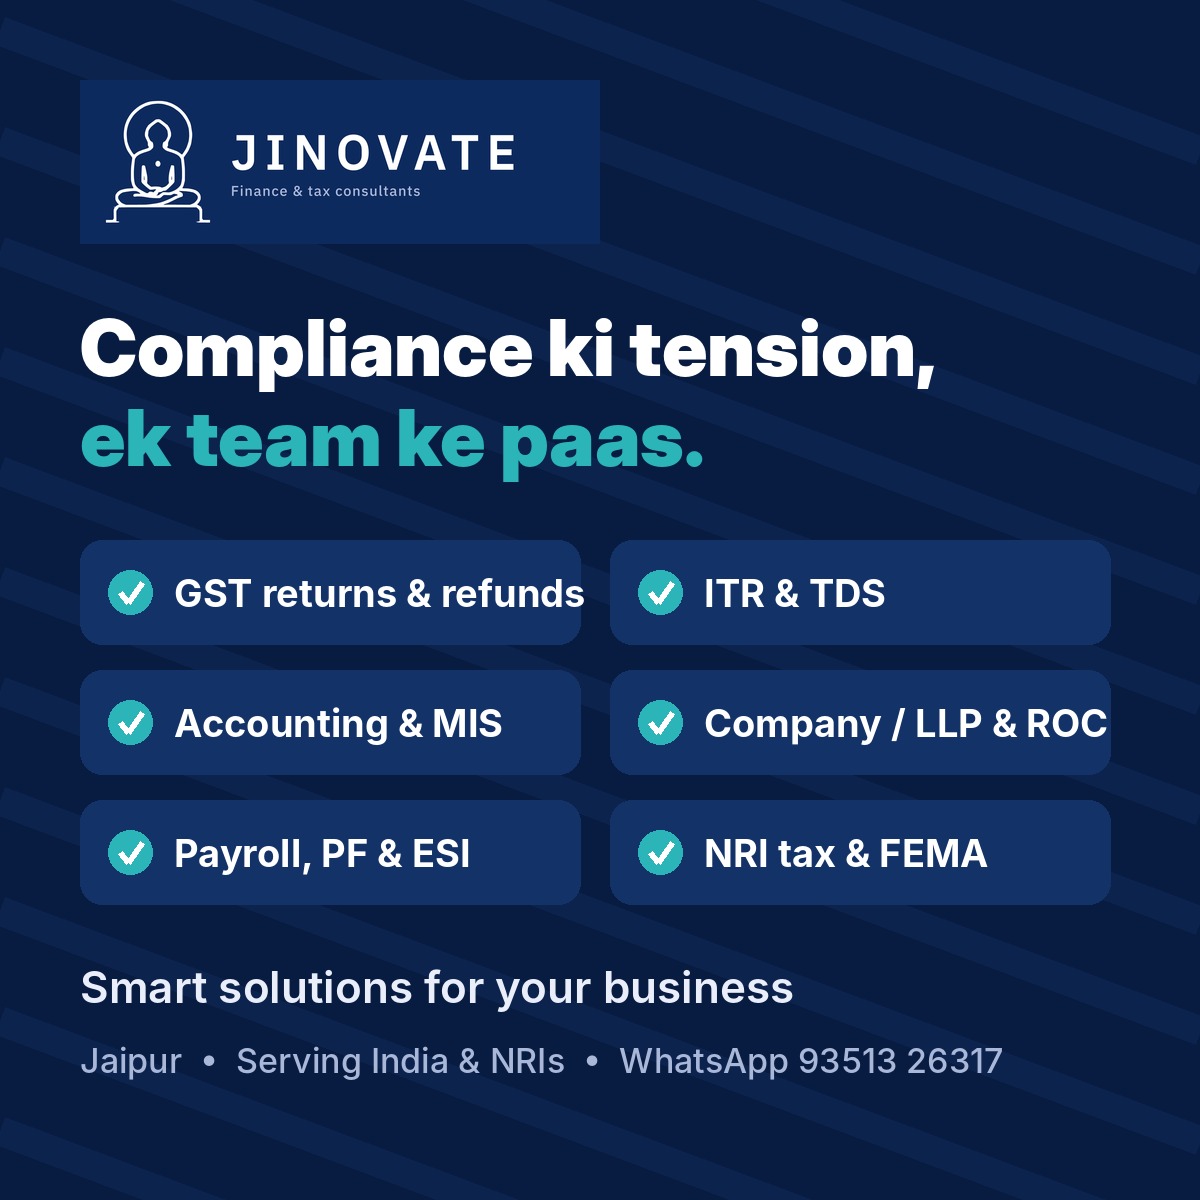 JINOVATE
Finance & tax consultants
Compliance ki tension,
ek team ke paas.
GST returns & refunds
ITR & TDS
Accounting & MIS
Company / LLP & ROC
Payroll, PF & ESI
NRI tax & FEMA
Smart solutions for your business
Jaipur • Serving India & NRIs • WhatsApp 93513 26317